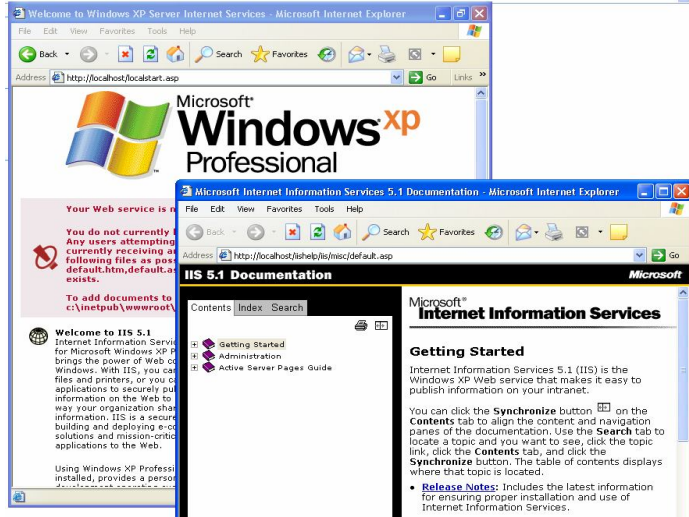 Welcome to Windows XP Server Internet Services - Microsoft Internet Explorer
File Edit View Favorites Tools Help
Back Search Favorites
Address http://localhost/localstart.asp Go Links »
Microsoft®
Windows xp
Professional
Your Web service is n
You do not currently
Any users attempting
currently receiving a
following files as pos
default.htm,default.as
exists.
To add documents to
c:\inetpub\wwwroot\
Welcome to IIS 5.1
Internet Information Servic
for Microsoft Windows XP P
brings the power of Web co
Windows. With IIS, you ca
files and printers, or you c
applications to securely pu
information on the Web to
way your organization sha
information. IIS is a secure
building and deploying e-c
solutions and mission-critic
applications to the Web.
Using Windows XP Professi
installed, provides a perso
Microsoft Internet Information Services 5.1 Documentation - Microsoft Internet Explorer
File Edit View Favorites Tools Help
Back Search Favorites
Address http://localhost/iishelp/iis/misc/default.asp Go
IIS 5.1 Documentation Microsoft
Contents Index Search
Getting Started
Administration
Active Server Pages Guide
Microsoft®
Internet Information Services
Getting Started
Internet Information Services 5.1 (IIS) is the
Windows XP Web service that makes it easy to
publish information on your intranet.
You can click the Synchronize button on the
Contents tab to align the content and navigation
panes of the documentation. Use the Search tab to
locate a topic and you want to see, click the topic
link, click the Contents tab, and click the
Synchronize button. The table of contents displays
where that topic is located.
• Release Notes: Includes the latest information
for ensuring proper installation and use of
Internet Information Services.